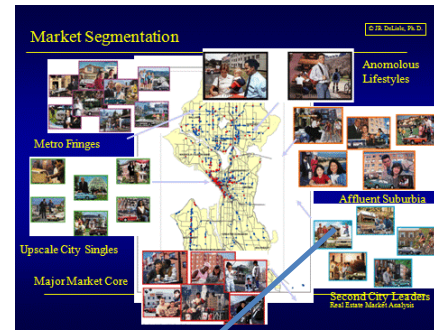 © JR DeLisle, Ph.D.
Market Segmentation
Anomolous
Lifestyles
Metro Fringes
Affluent Suburbia
Upscale City Singles
Major Market Core
Second City Leaders
Real Estate Market Analysis